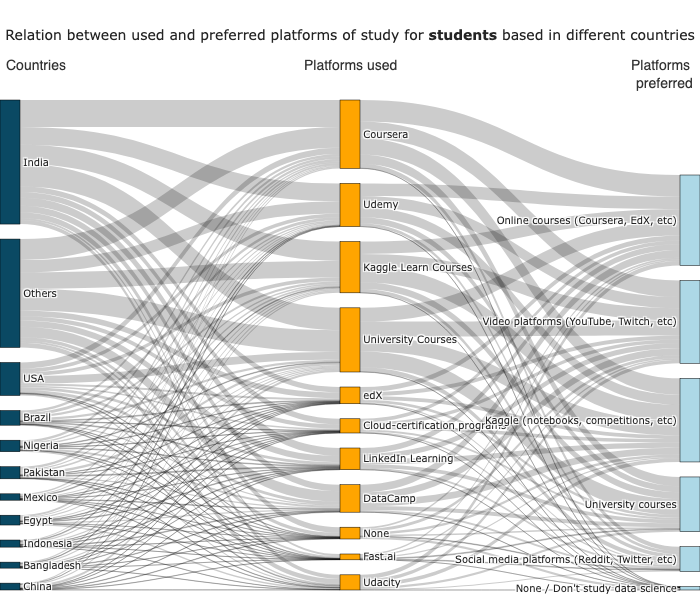 Relation between used and preferred platforms of study for students based in different countries
Countries
Platforms used
Platforms
preferred
India
Others
USA
Brazil
Nigeria
Pakistan
Mexico
Egypt
Indonesia
Bangladesh
China
Coursera
Udemy
Kaggle Learn Courses
University Courses
edX
Cloud-certification programs
LinkedIn Learning
DataCamp
None
Fast.ai
Udacity
Online courses (Coursera, EdX, etc)
Video platforms (YouTube, Twitch, etc)
Kaggle (notebooks, competitions, etc)
University courses
Social media platforms (Reddit, Twitter, etc)
None / Don't study data science